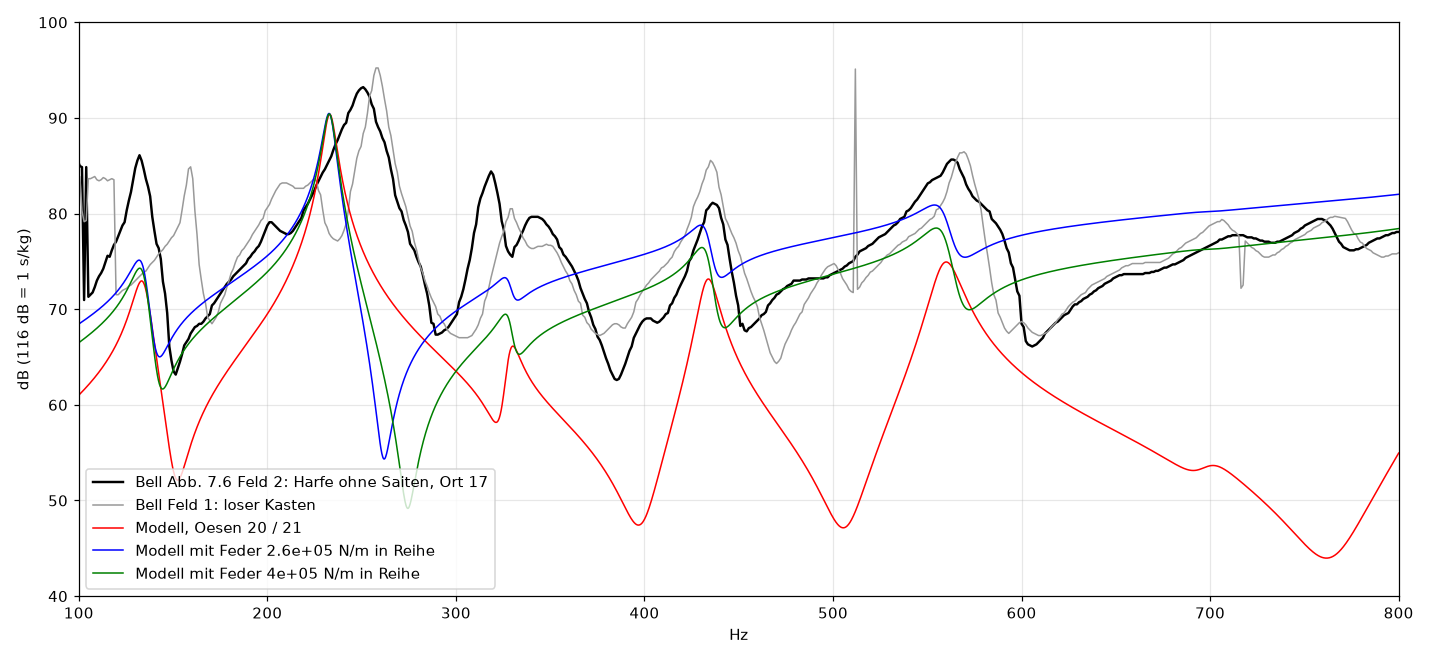 100
90
80
70
60
50
40
dB (116 dB = 1 s/kg)
Bell Abb. 7.6 Feld 2: Harfe ohne Saiten, Ort 17
Bell Feld 1: loser Kasten
Modell, Oesen 20 / 21
Modell mit Feder 2.6e+05 N/m in Reihe
Modell mit Feder 4e+05 N/m in Reihe
100 200 300 400 500 600 700 800
Hz